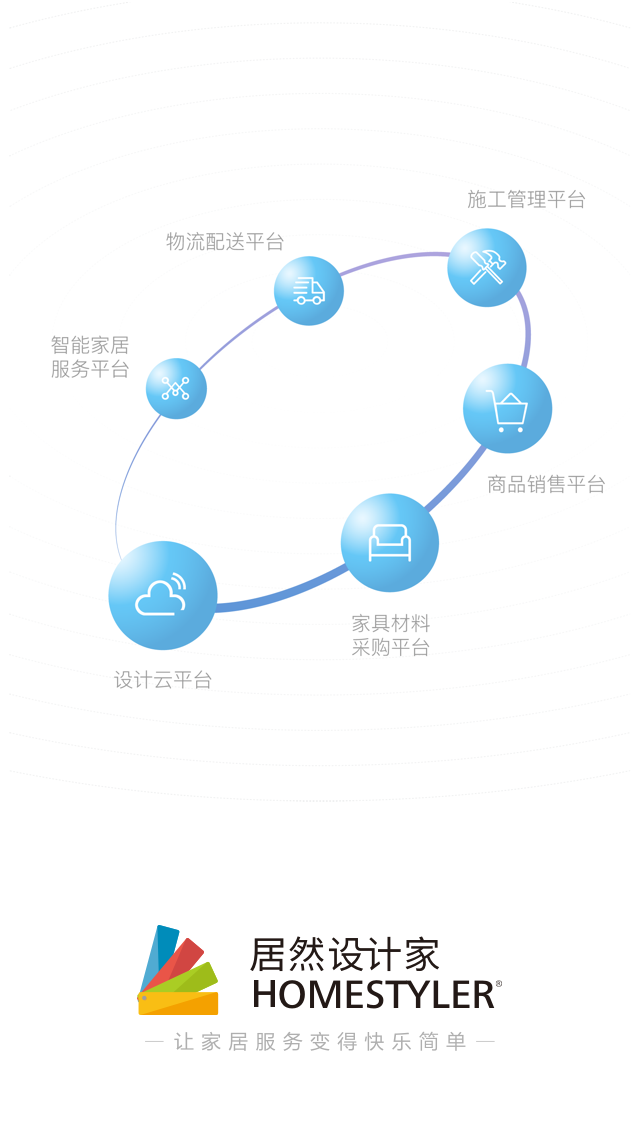 施工管理平台
物流配送平台
智能家居
服务平台
商品销售平台
家具材料
采购平台
设计云平台
居然设计家
HOMESTYLER®
— 让家居服务变得快乐简单 —